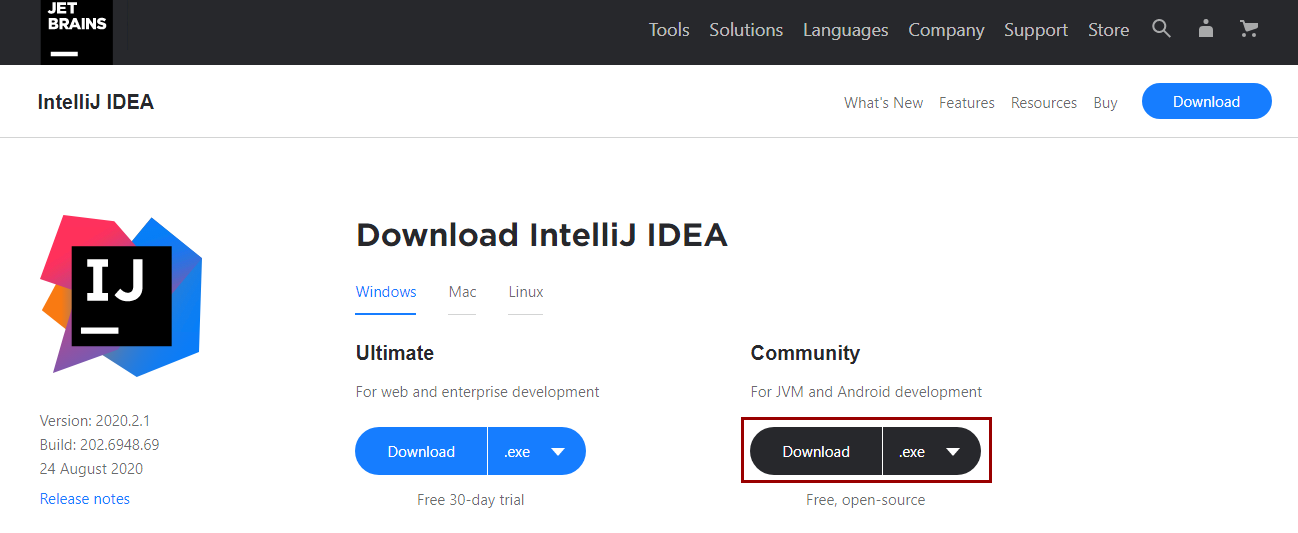 JET
BRAINS
Tools Solutions Languages Company Support Store
IntelliJ IDEA
What's New Features Resources Buy Download
IJ
Download IntelliJ IDEA
Windows Mac Linux
Ultimate Community
For web and enterprise development For JVM and Android development
Version: 2020.2.1
Build: 202.6948.69
24 August 2020
Release notes
Download .exe Download .exe
Free 30-day trial Free, open-source